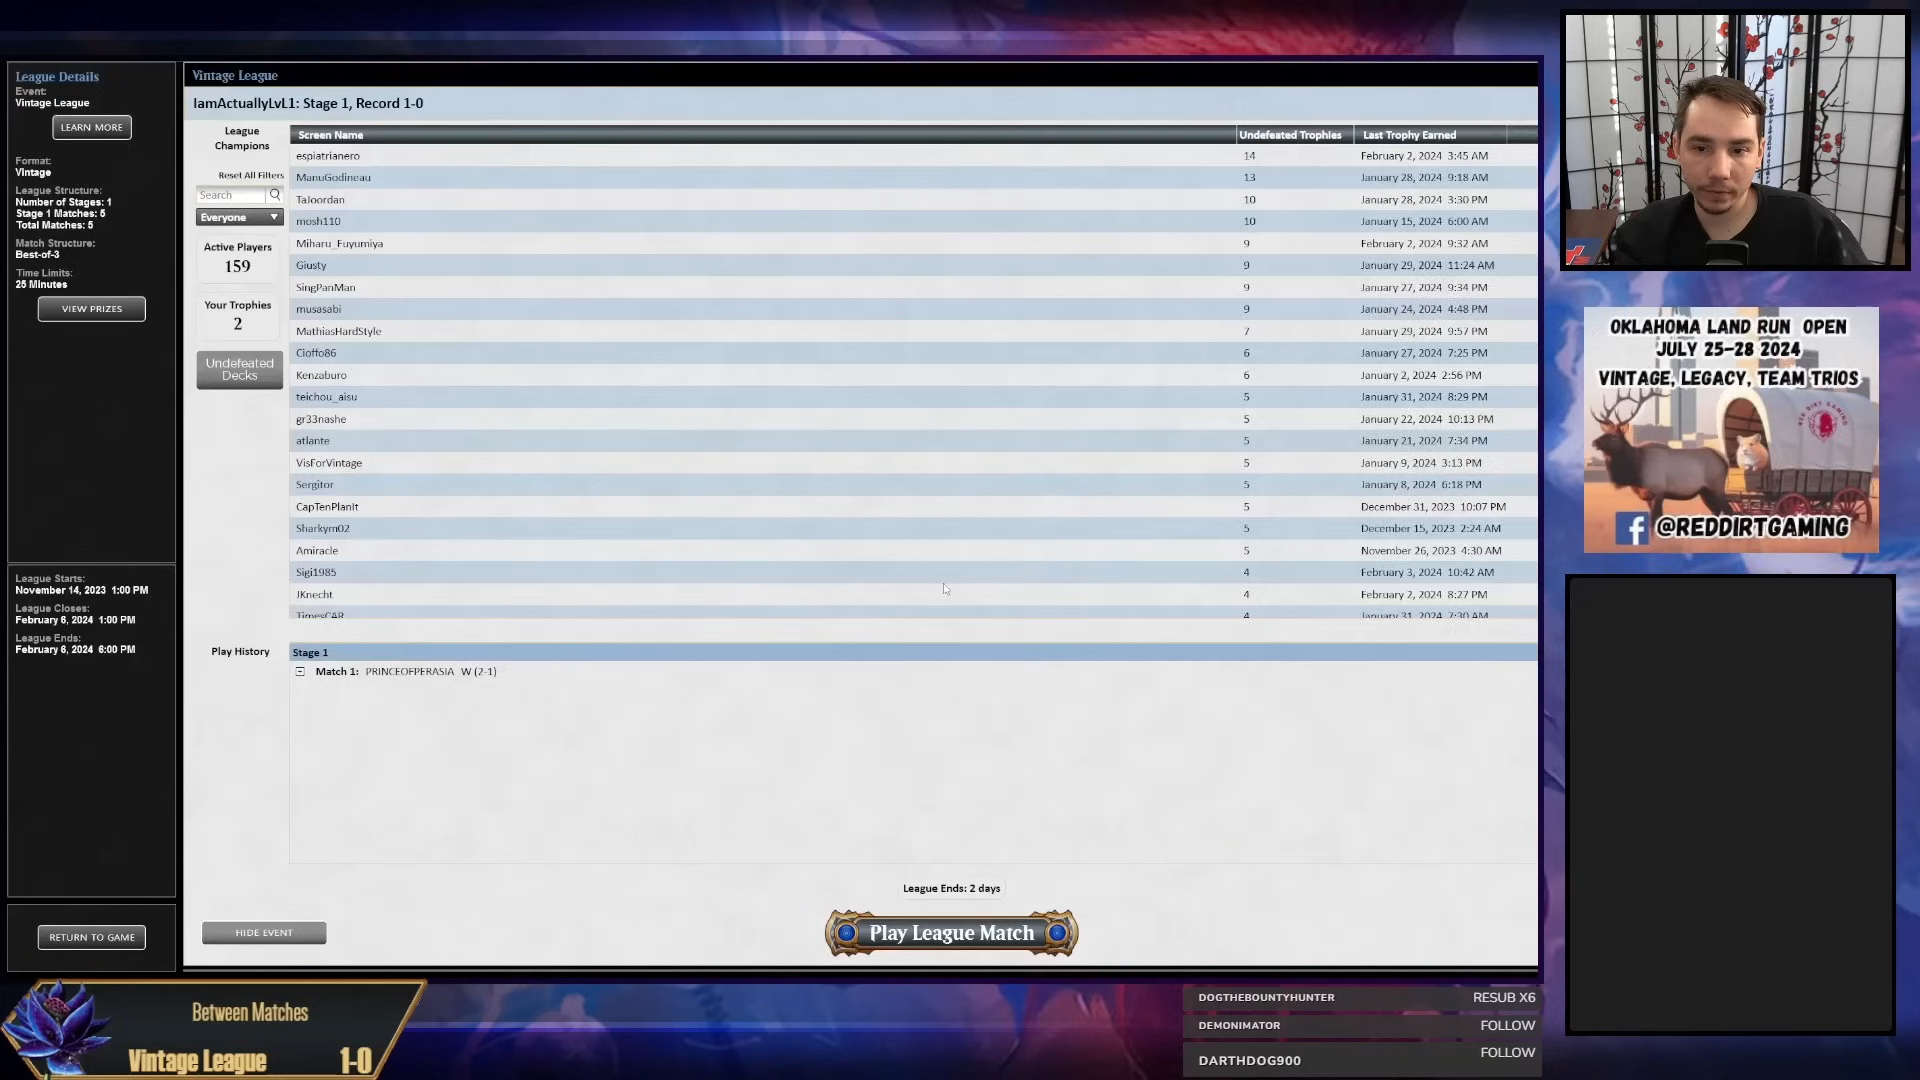 League Details
Event:
Vintage League
LEARN MORE
Format:
Vintage
League Structure:
Number of Stages: 1
Stage 1 Matches: 5
Total Matches: 5
Match Structure:
Best-of-3
Time Limits:
25 Minutes
VIEW PRIZES
League Starts:
November 14, 2023 1:00 PM
League Closes:
February 6, 2024 1:00 PM
League Ends:
February 6, 2024 6:00 PM
RETURN TO GAME
Vintage League
IamActuallyLvL1: Stage 1, Record 1-0
League
Champions
Reset All Filters
Search
Everyone
Active Players
159
Your Trophies
2
Undefeated
Decks
Screen Name Undefeated Trophies Last Trophy Earned
espiatrianero 14 February 2, 2024 3:45 AM
ManuGodineau 13 January 28, 2024 9:18 AM
TaJoordan 10 January 28, 2024 3:30 PM
mosh110 10 January 15, 2024 6:00 AM
Miharu_Fuyumiya 9 February 2, 2024 9:32 AM
Giusty 9 January 29, 2024 11:24 AM
SingPanMan 9 January 27, 2024 9:34 PM
musasabi 9 January 24, 2024 4:48 PM
MathiasHardStyle 7 January 29, 2024 9:57 PM
Cioffo86 6 January 27, 2024 7:25 PM
Kenzaburo 6 January 2, 2024 2:56 PM
teichou_aisu 5 January 31, 2024 8:29 PM
gr33nashe 5 January 22, 2024 10:13 PM
atlante 5 January 21, 2024 7:34 PM
VisForVintage 5 January 9, 2024 3:13 PM
Sergitor 5 January 8, 2024 6:18 PM
CapTenPlanIt 5 December 31, 2023 10:07 PM
Sharkym02 5 December 15, 2023 2:24 AM
Amiracle 5 November 26, 2023 4:30 AM
Sigi1985 4 February 3, 2024 10:42 AM
JKnecht 4 February 2, 2024 8:27 PM
TimesCAR 4 January 31, 2024 7:30 AM
Play History
Stage 1
Match 1: PRINCEOFPERASIA W (2-1)
League Ends: 2 days
HIDE EVENT
Play League Match
OKLAHOMA LAND RUN OPEN
JULY 25-28 2024
VINTAGE, LEGACY, TEAM TRIOS
RED DIRT GAMING
f @REDDIRTGAMING
Between Matches
Vintage League 1-0
DOGTHEBOUNTYHUNTER RESUB X6
DEMONIMATOR FOLLOW
DARTHDOG900 FOLLOW